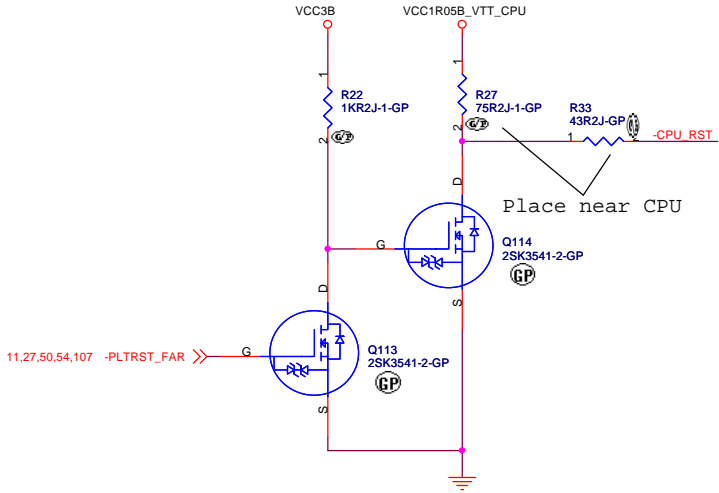 VCC3B
VCC1R05B_VTT_CPU
1
1
R22
1KR2J-1-GP
R27
75R2J-1-GP
R33
43R2J-GP
2
G/P
2
G/P
1
2
-CPU_RST
Place near CPU
D
G
Q114
2SK3541-2-GP
GP
S
D
11,27,50,54,107 -PLTRST_FAR
G
Q113
2SK3541-2-GP
GP
S